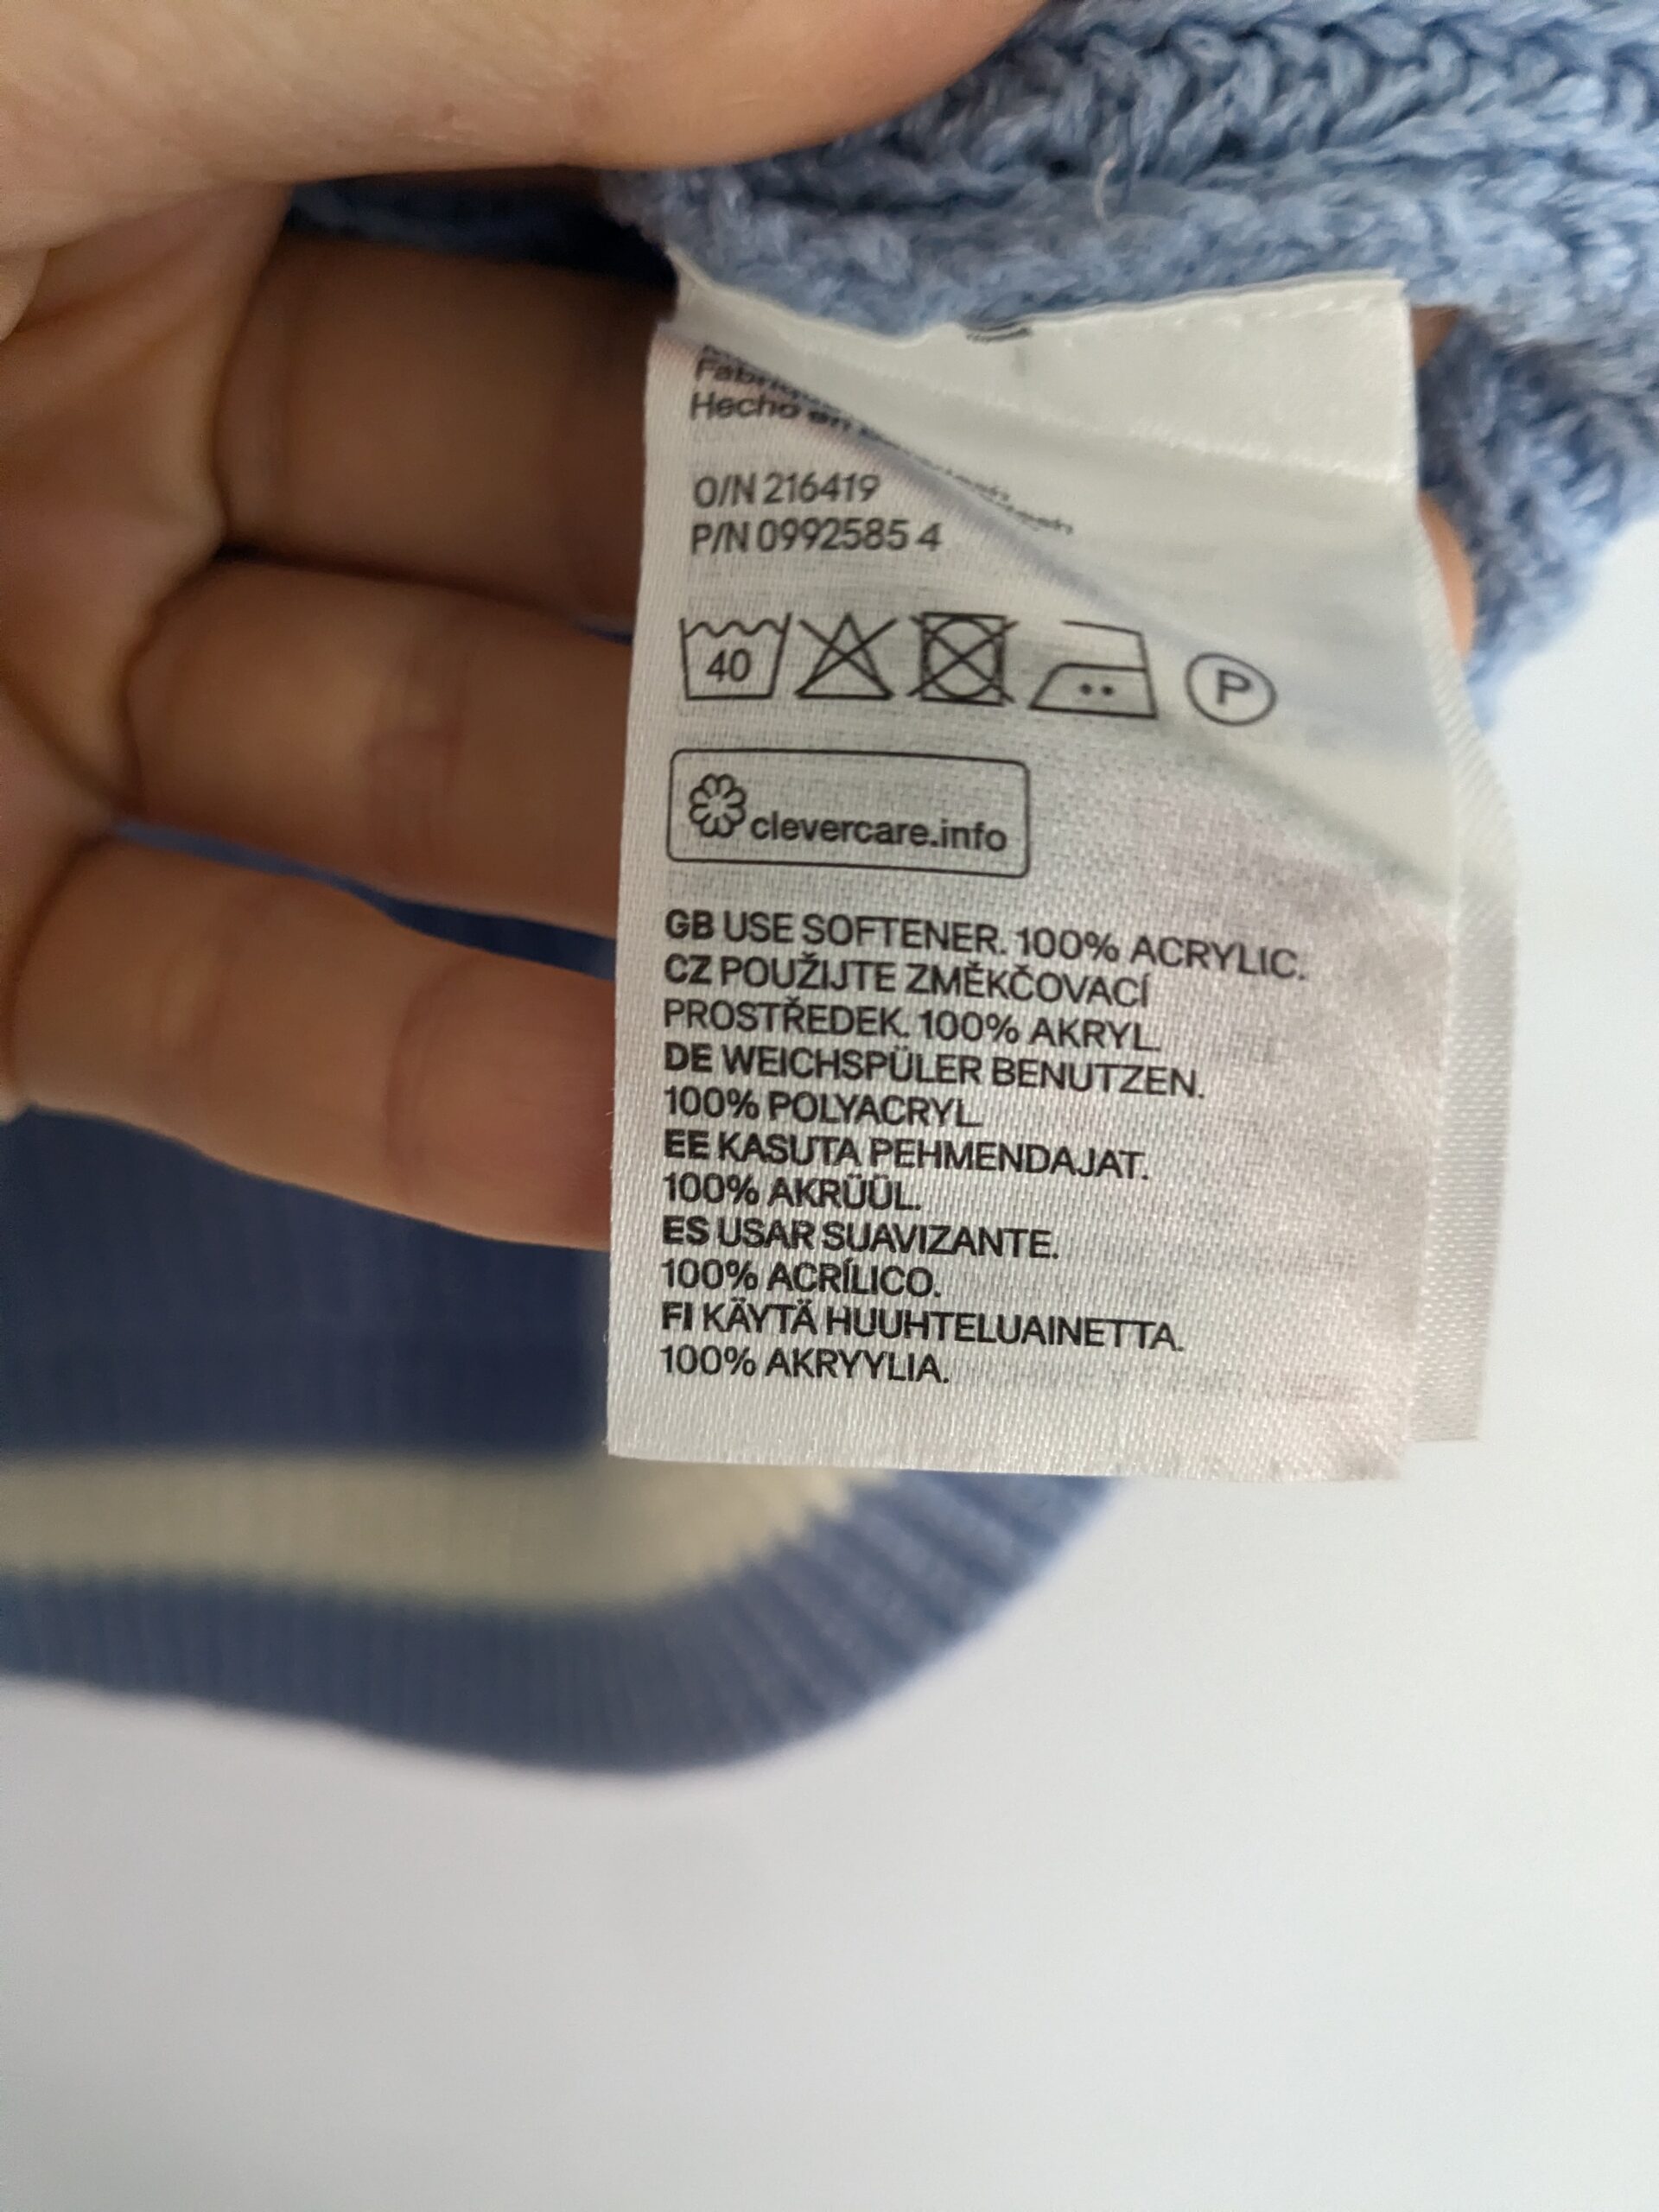 Hecho en
O/N 216419
P/N 0992585 4
40
P
clevercare.info
GB USE SOFTENER. 100% ACRYLIC.
CZ POUŽIJTE ZMĚKČOVACÍ
PROSTŘEDEK. 100% AKRYL.
DE WEICHSPÜLER BENUTZEN.
100% POLYACRYL.
EE KASUTA PEHMENDAJAT.
100% AKRÜÜL.
ES USAR SUAVIZANTE.
100% ACRÍLICO.
FI KÄYTÄ HUUHTELUAINETTA.
100% AKRYYLIA.